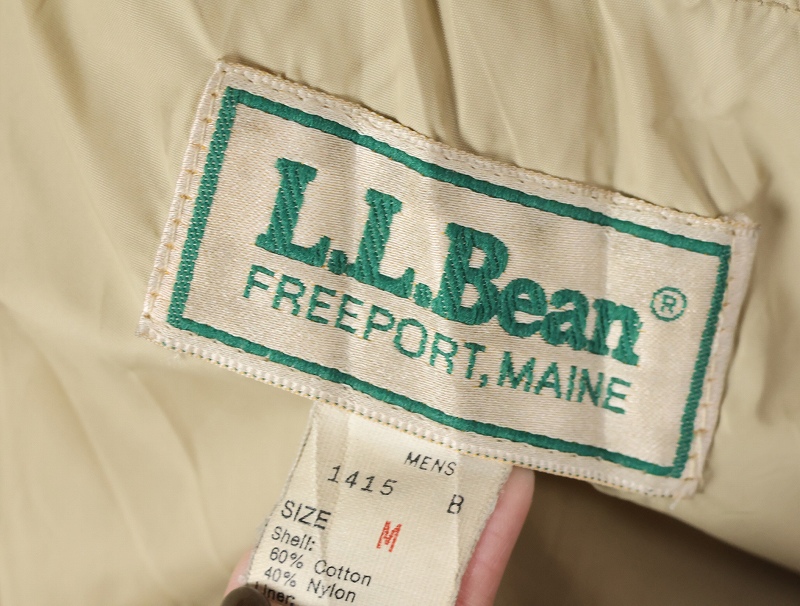 L.L.Bean®
FREEPORT, MAINE
MENS
1415 B
SIZE M
Shell:
60% Cotton
40% Nylon